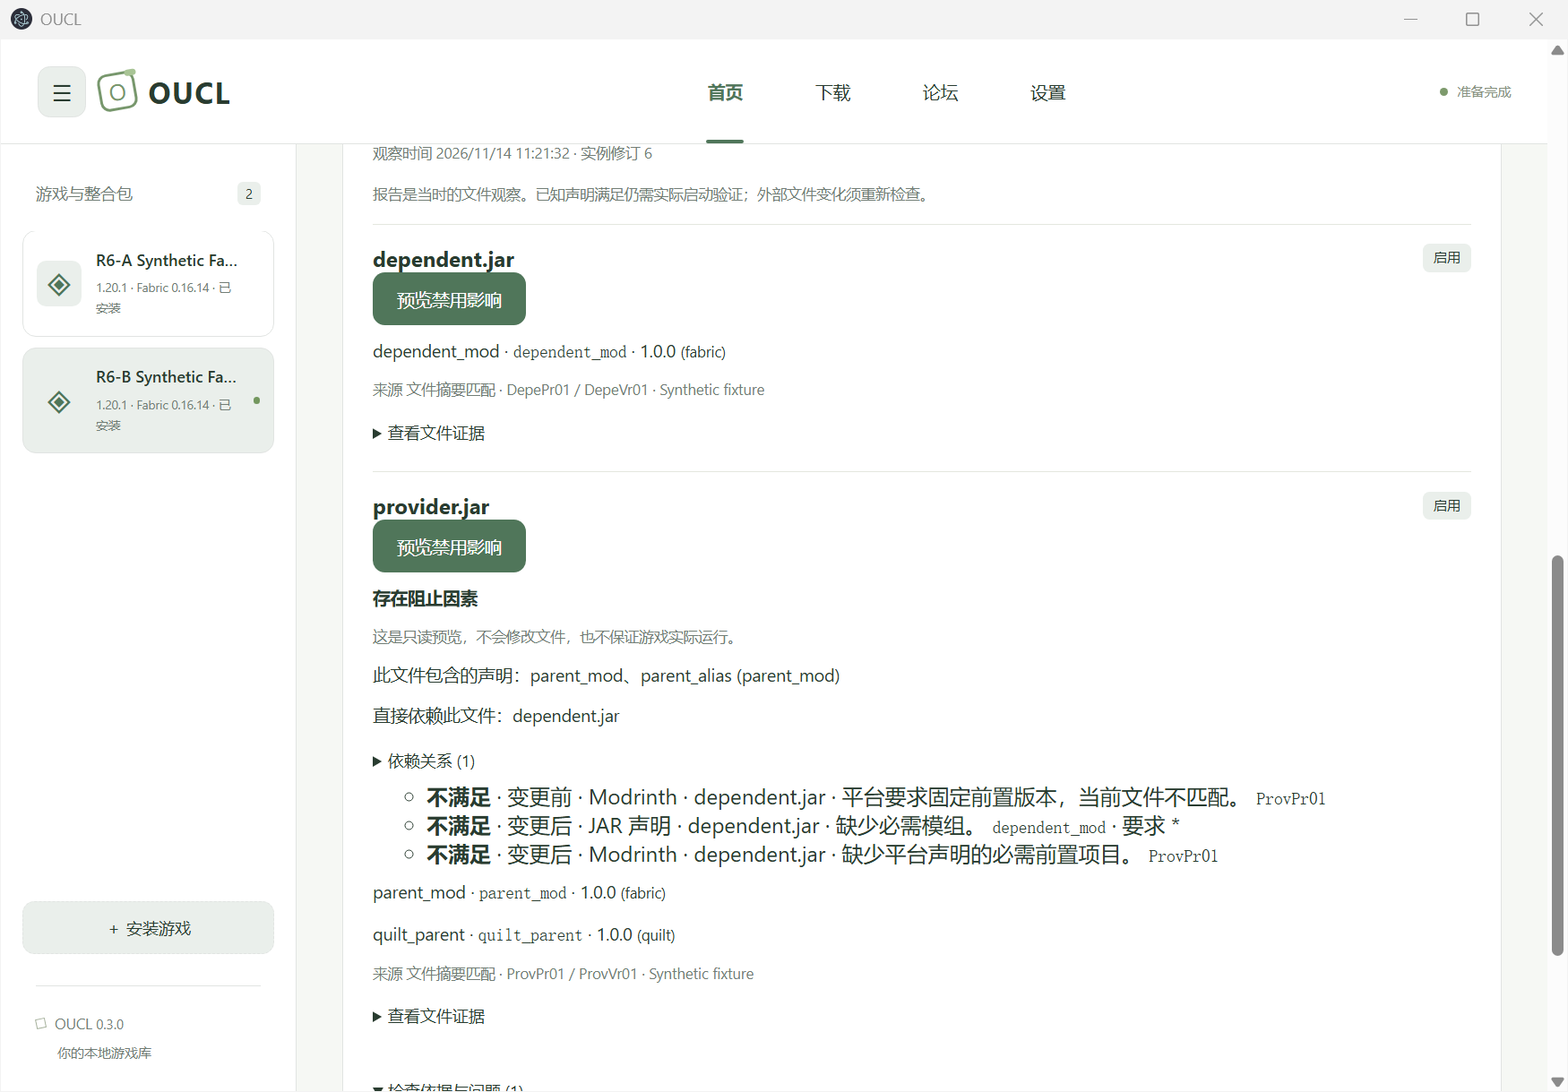 OUCL
OUCL
首页
下载
论坛
设置
准备完成
游戏与整合包
2
R6-A Synthetic Fa...
1.20.1 · Fabric 0.16.14 · 已
安装
R6-B Synthetic Fa...
1.20.1 · Fabric 0.16.14 · 已
安装
+ 安装游戏
OUCL 0.3.0
你的本地游戏库
观察时间 2026/11/14 11:21:32 · 实例修订 6
报告是当时的文件观察。已知声明满足仍需实际启动验证；外部文件变化须重新检查。
dependent.jar
启用
预览禁用影响
dependent_mod · dependent_mod · 1.0.0 (fabric)
来源 文件摘要匹配 · DepePr01 / DepeVr01 · Synthetic fixture
查看文件证据
provider.jar
启用
预览禁用影响
存在阻止因素
这是只读预览，不会修改文件，也不保证游戏实际运行。
此文件包含的声明：parent_mod、parent_alias (parent_mod)
直接依赖此文件：dependent.jar
依赖关系 (1)
不满足 · 变更前 · Modrinth · dependent.jar · 平台要求固定前置版本，当前文件不匹配。 ProvPr01
不满足 · 变更后 · JAR 声明 · dependent.jar · 缺少必需模组。 dependent_mod · 要求 *
不满足 · 变更后 · Modrinth · dependent.jar · 缺少平台声明的必需前置项目。 ProvPr01
parent_mod · parent_mod · 1.0.0 (fabric)
quilt_parent · quilt_parent · 1.0.0 (quilt)
来源 文件摘要匹配 · ProvPr01 / ProvVr01 · Synthetic fixture
查看文件证据
检查依据与问题 (1)